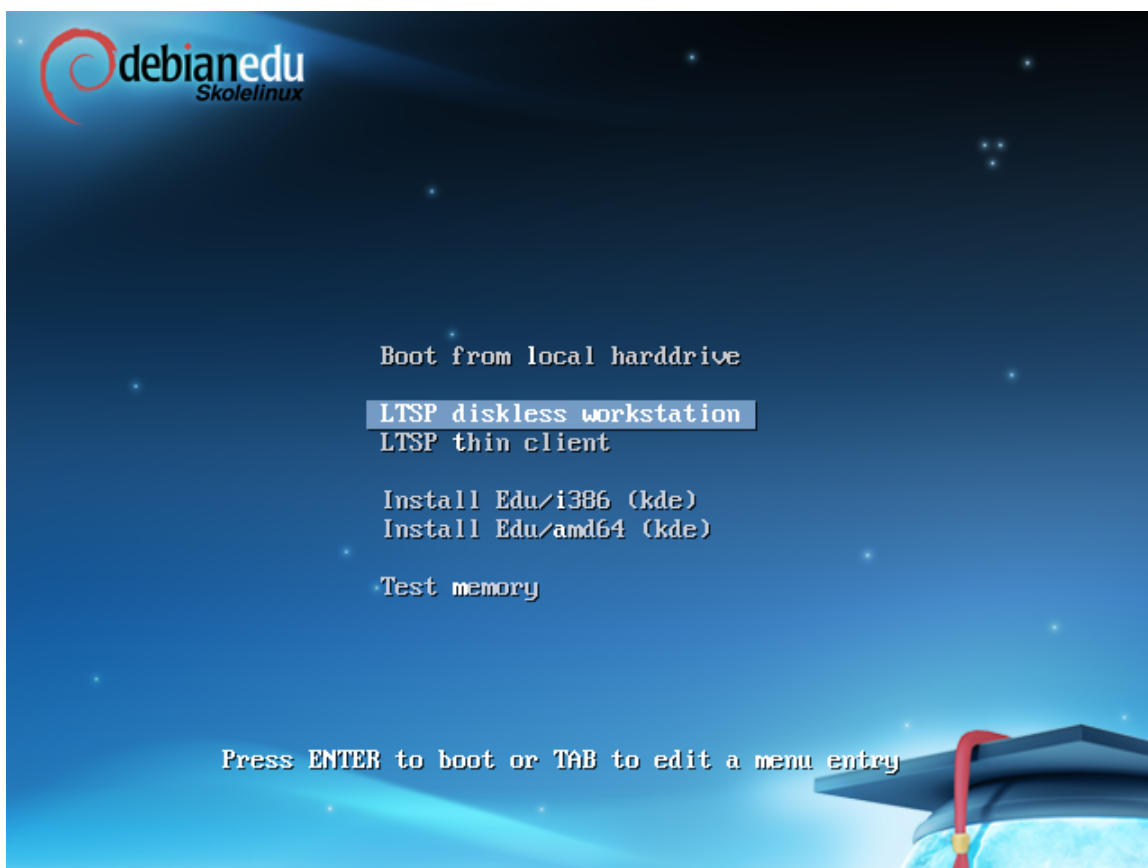 debianedu
Skolelinux
Boot from local harddrive
LTSP diskless workstation
LTSP thin client
Install Edu/i386 (kde)
Install Edu/amd64 (kde)
Test memory
Press ENTER to boot or TAB to edit a menu entry